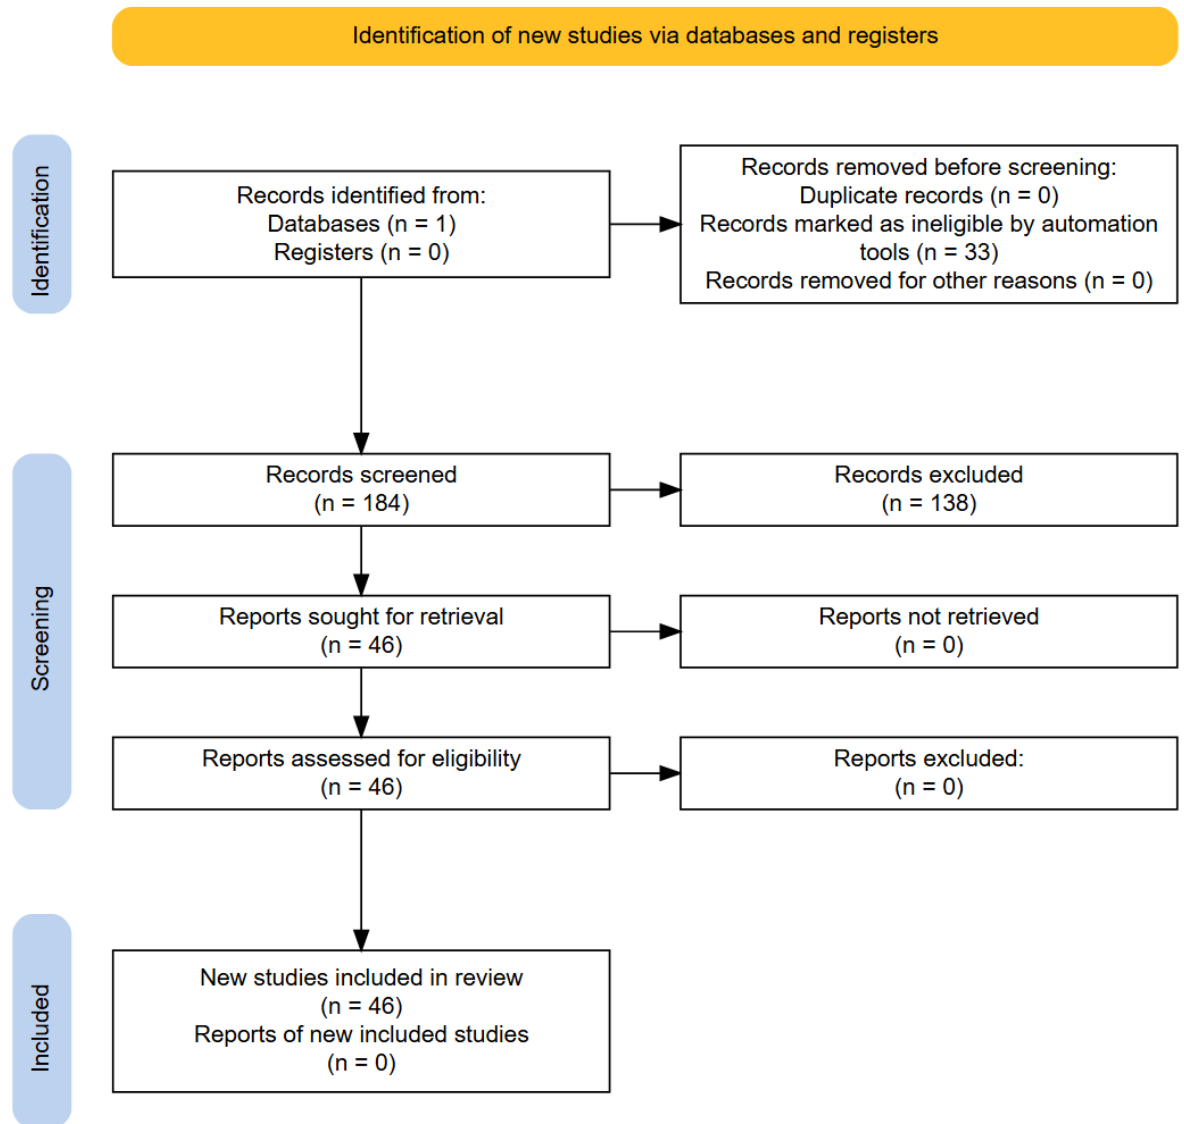 Identification of new studies via databases and registers
Identification
Records identified from:
Databases (n = 1)
Registers (n = 0)
Records removed before screening:
Duplicate records (n = 0)
Records marked as ineligible by automation
tools (n = 33)
Records removed for other reasons (n = 0)
Screening
Records screened
(n = 184)
Records excluded
(n = 138)
Reports sought for retrieval
(n = 46)
Reports not retrieved
(n = 0)
Reports assessed for eligibility
(n = 46)
Reports excluded:
(n = 0)
Included
New studies included in review
(n = 46)
Reports of new included studies
(n = 0)